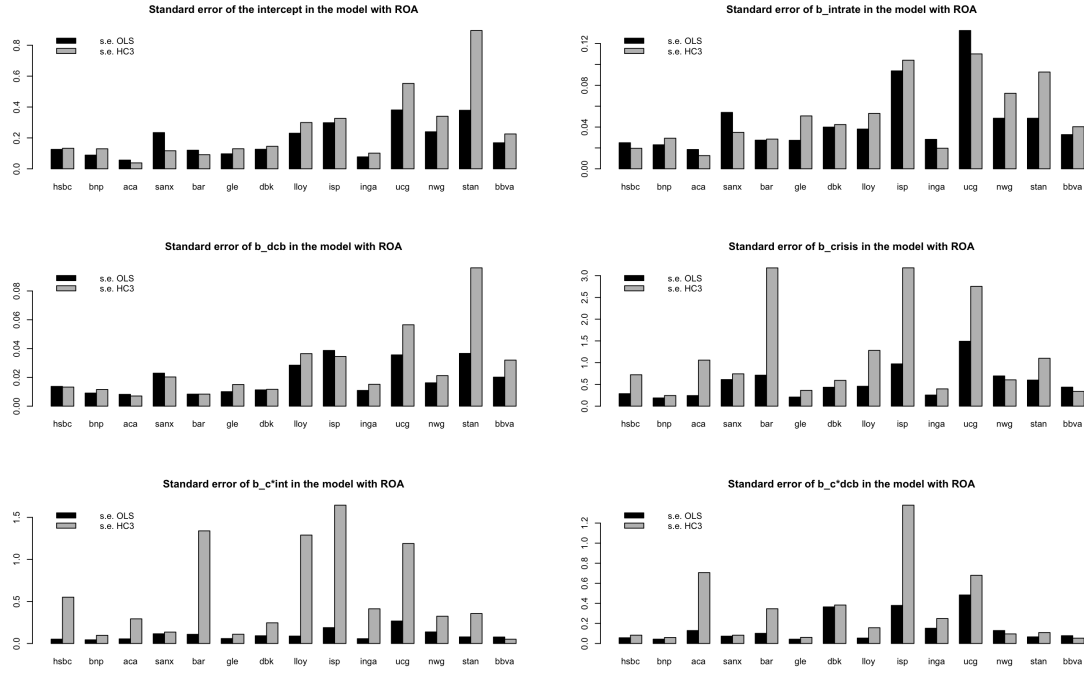 Standard error of the intercept in the model with ROA
s.e. OLS
s.e. HC3
0.0 0.2 0.4 0.6 0.8
hsbc bnp aca sanx bar gle dbk lloy isp inga ucg nwg stan bbva
Standard error of b_intrate in the model with ROA
s.e. OLS
s.e. HC3
0.00 0.04 0.08 0.12
hsbc bnp aca sanx bar gle dbk lloy isp inga ucg nwg stan bbva
Standard error of b_dcb in the model with ROA
s.e. OLS
s.e. HC3
0.00 0.02 0.04 0.06 0.08
hsbc bnp aca sanx bar gle dbk lloy isp inga ucg nwg stan bbva
Standard error of b_crisis in the model with ROA
s.e. OLS
s.e. HC3
0.0 0.5 1.0 1.5 2.0 2.5 3.0
hsbc bnp aca sanx bar gle dbk lloy isp inga ucg nwg stan bbva
Standard error of b_c*int in the model with ROA
s.e. OLS
s.e. HC3
0.0 0.5 1.0 1.5
hsbc bnp aca sanx bar gle dbk lloy isp inga ucg nwg stan bbva
Standard error of b_c*dcb in the model with ROA
s.e. OLS
s.e. HC3
0.0 0.2 0.4 0.6 0.8 1.0 1.2
hsbc bnp aca sanx bar gle dbk lloy isp inga ucg nwg stan bbva